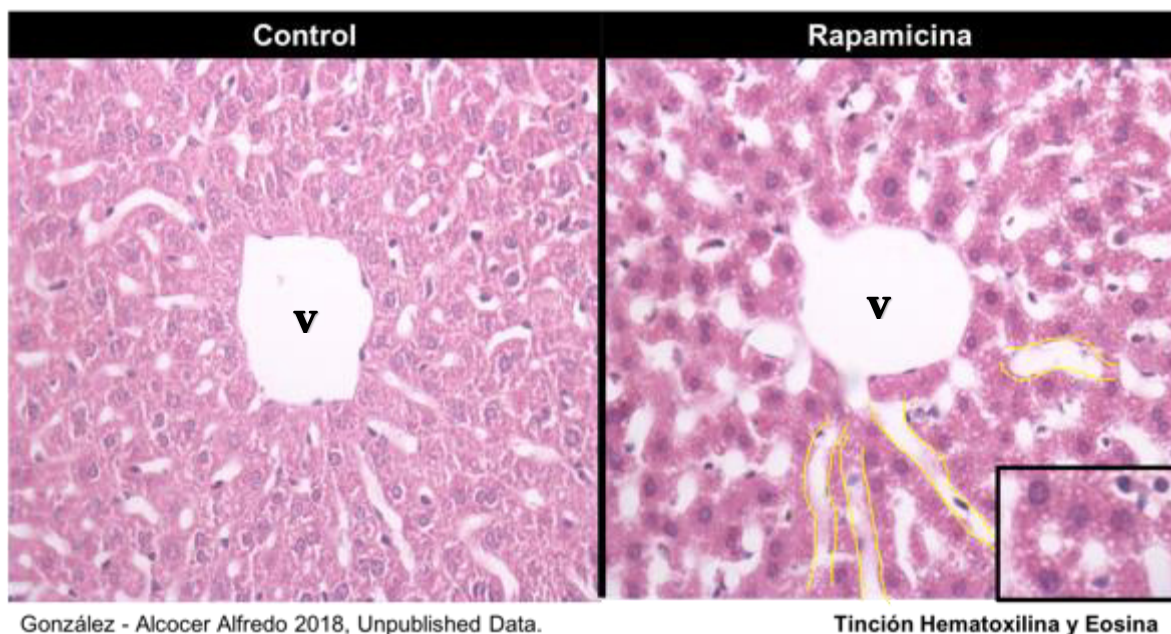 Control
Rapamicina
V
V
González - Alcocer Alfredo 2018, Unpublished Data.
Tinción Hematoxilina y Eosina